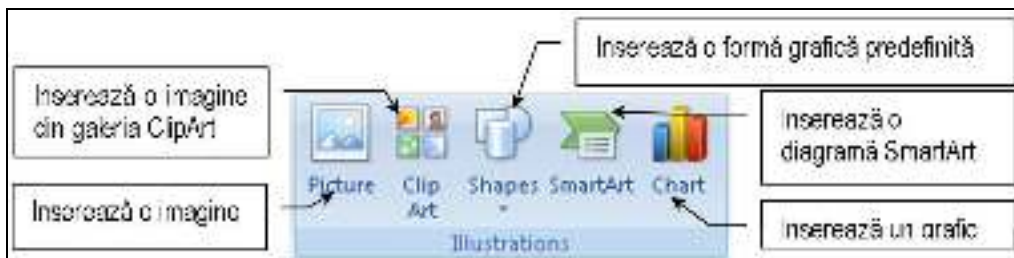 Inserează o formă grafică predefinită
Inserează o imagine
din galeria ClipArt
Inserează o
diagramă SmartArt
Picture
Clip
Art
Shapes
SmartArt
Chart
Inserează o imagine
Inserează un grafic
Illustrations